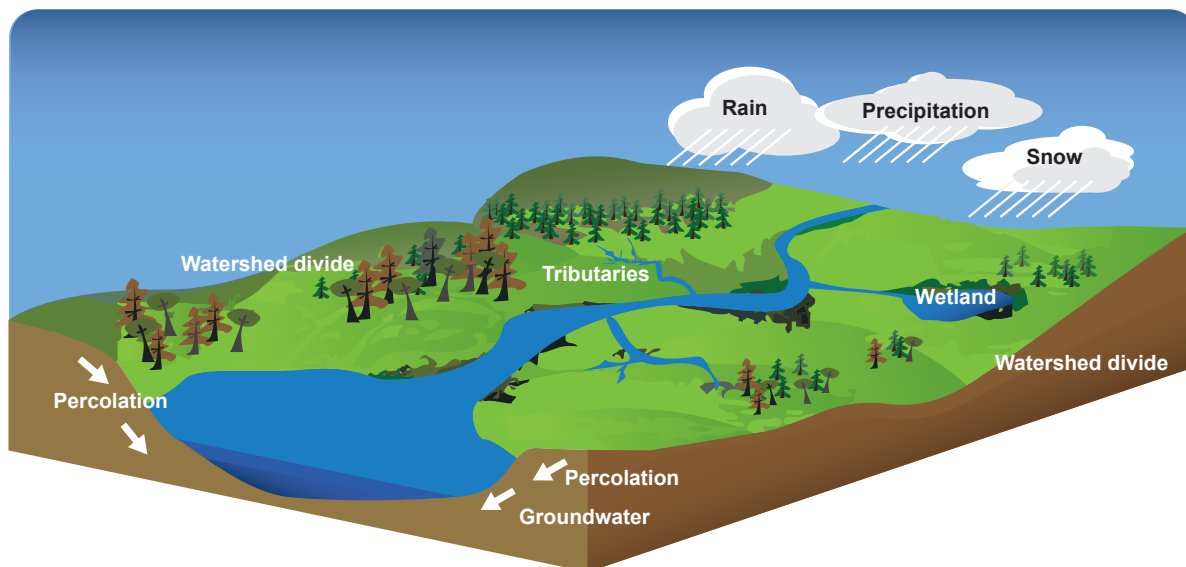 Rain
Precipitation
Snow
Watershed divide
Tributaries
Wetland
Watershed divide
Percolation
Percolation
Groundwater